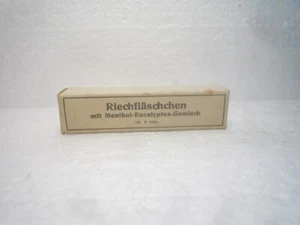 Riechfläschchen
mit Menthol-Eucalyptus-Gemisch